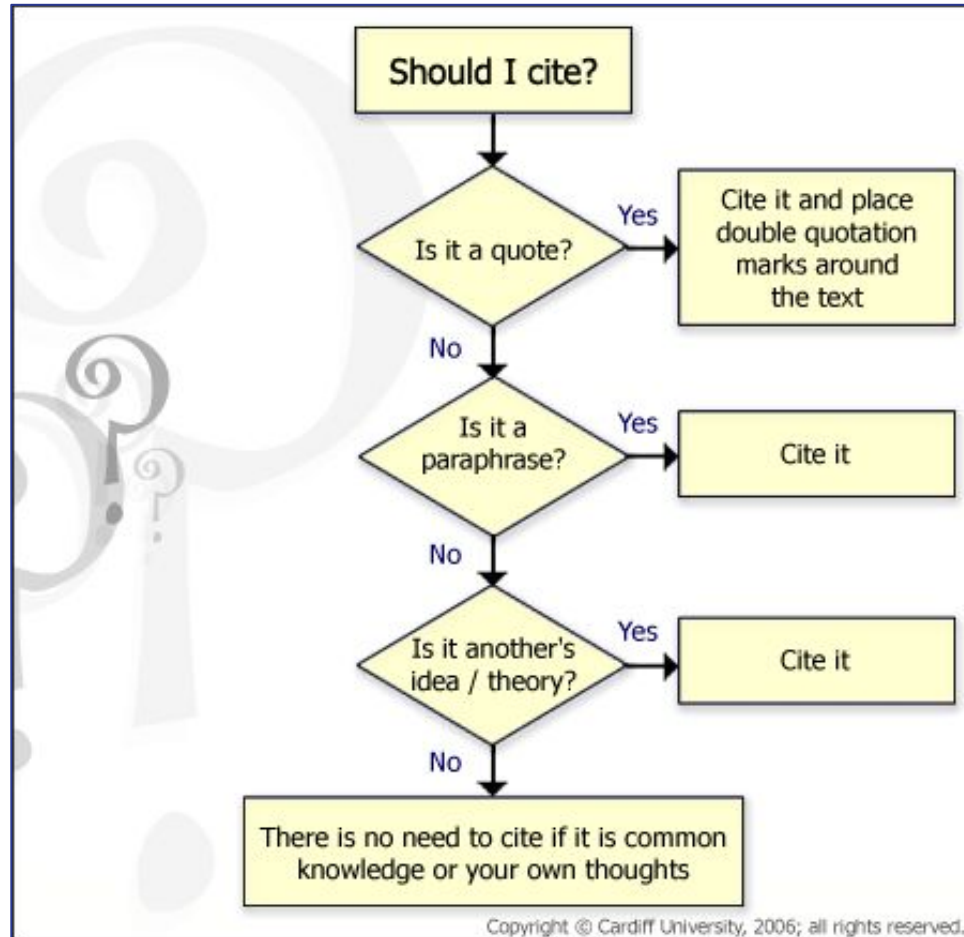 Should I cite?
Is it a quote?
Yes
Cite it and place
double quotation
marks around
the text
No
Is it a
paraphrase?
Yes
Cite it
No
Is it another's
idea / theory?
Yes
Cite it
No
There is no need to cite if it is common
knowledge or your own thoughts
Copyright © Cardiff University, 2006; all rights reserved.